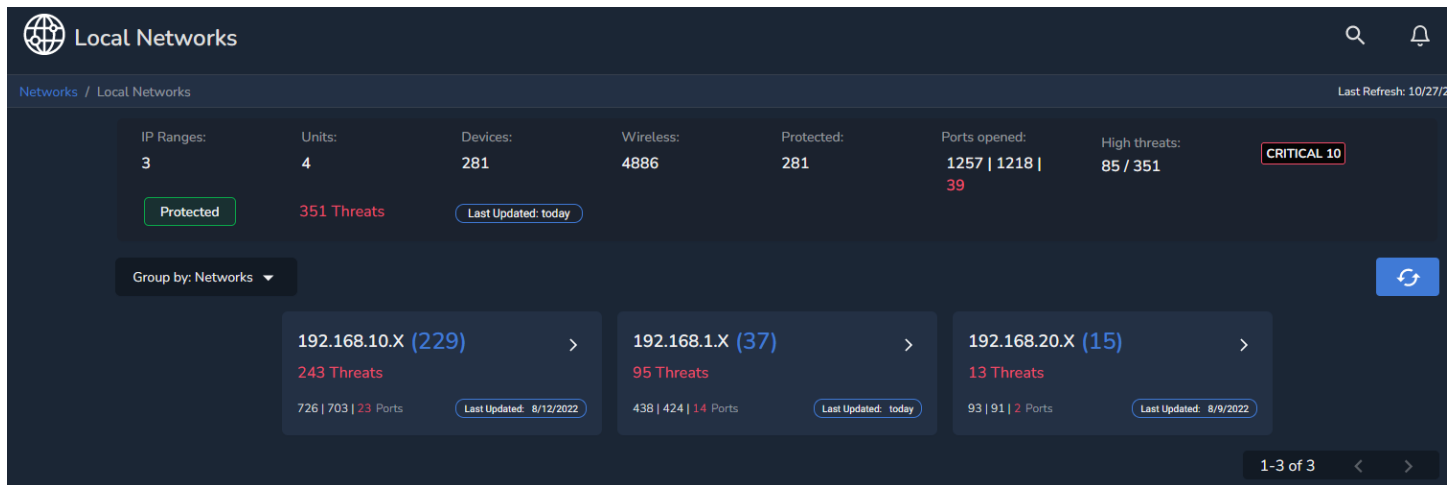 Local Networks
Networks / Local Networks
Last Refresh: 10/27/2
IP Ranges: Units: Devices: Wireless: Protected: Ports opened: High threats:
3 4 281 4886 281 1257 | 1218 | 85 / 351 CRITICAL 10
39
Protected 351 Threats Last Updated: today
Group by: Networks
192.168.10.X (229) 192.168.1.X (37) 192.168.20.X (15)
243 Threats 95 Threats 13 Threats
726 | 703 | 23 Ports Last Updated: 8/12/2022 438 | 424 | 14 Ports Last Updated: today 93 | 91 | 2 Ports Last Updated: 8/9/2022
1-3 of 3